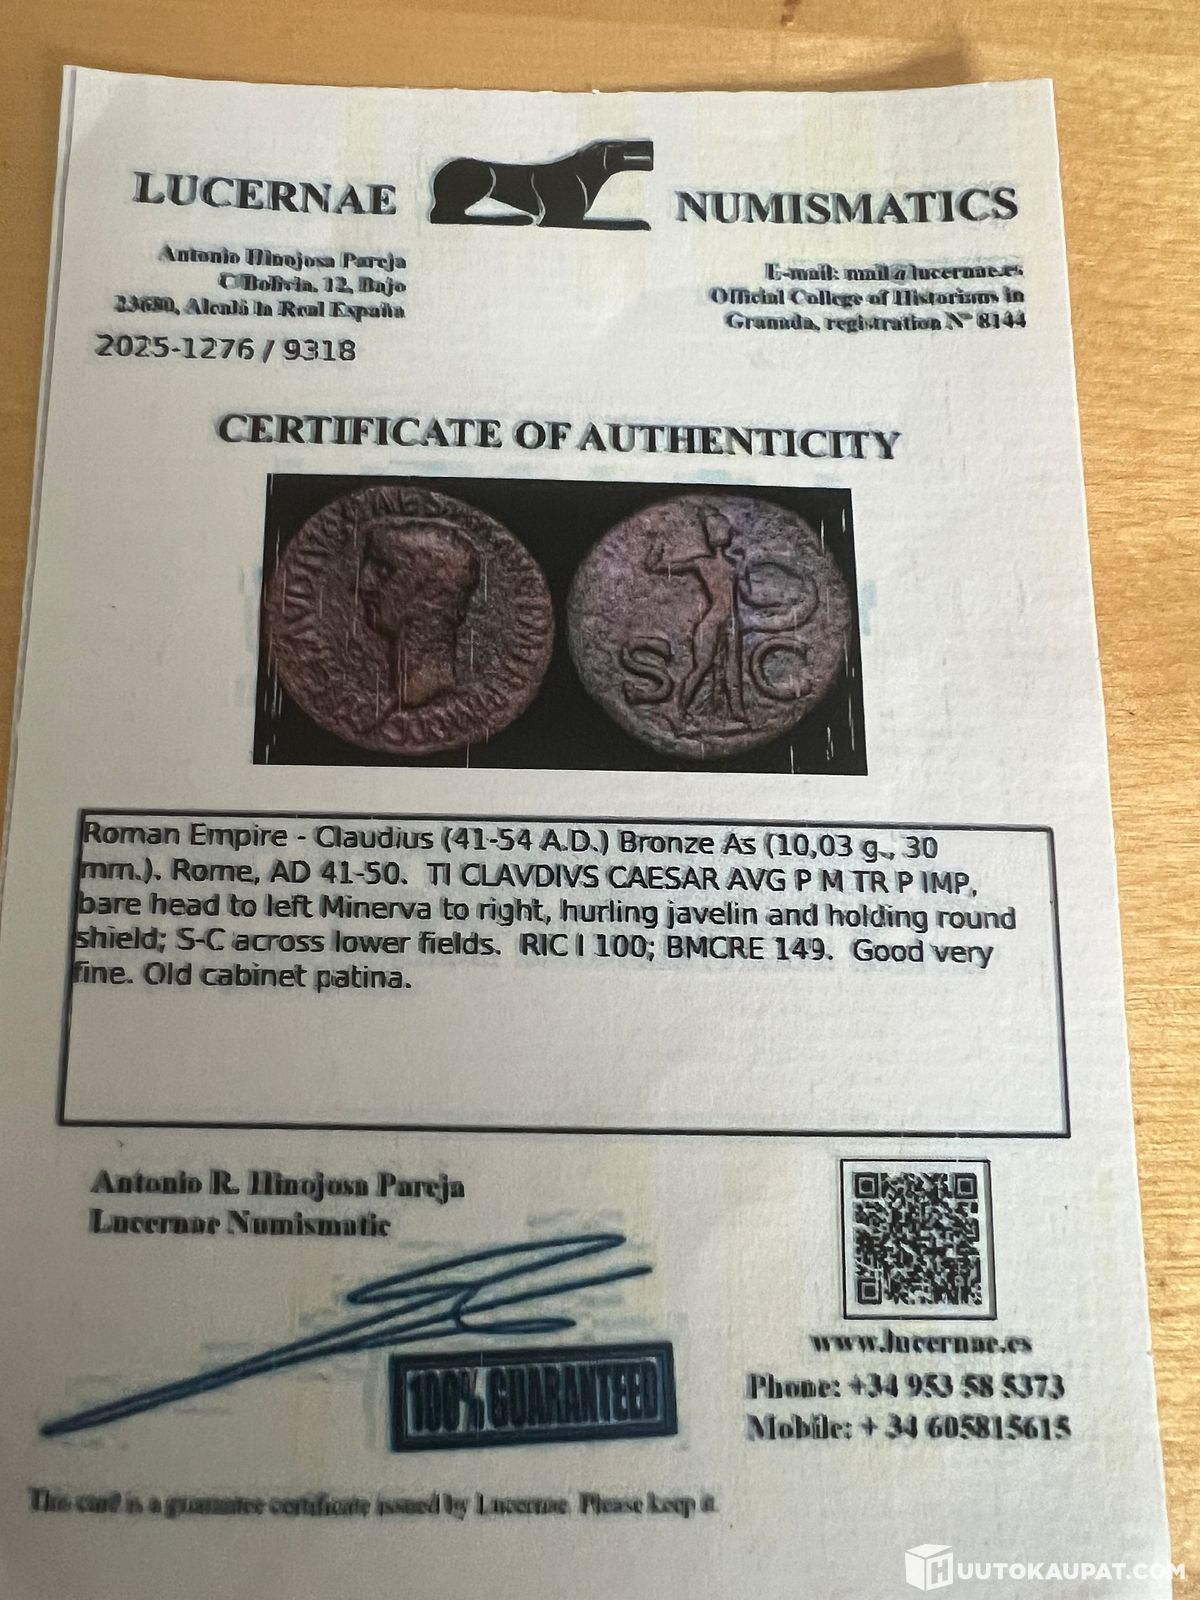 LUCERNAE NUMISMATICS
Antonio Hinojosa Pareja
C/Bolivia, 12, Bajo
23680, Alcalá la Real España
E-mail: mail@lucernae.es
Official College of Historians in
Granada, registration Nº 8144
2025-1276 / 9318
CERTIFICATE OF AUTHENTICITY
S C
Roman Empire - Claudius (41-54 A.D.) Bronze As (10,03 g., 30
mm.). Rome, AD 41-50. TI CLAVDIVS CAESAR AVG P M TR P IMP,
bare head to left Minerva to right, hurling javelin and holding round
shield; S-C across lower fields. RIC I 100; BMCRE 149. Good very
fine. Old cabinet patina.
Antonio R. Hinojosa Pareja
Lucernae Numismatic
100% GUARANTEED
www.lucernae.es
Phone: +34 953 58 5373
Mobile: + 34 605815615
This card is a guarantee certificate issued by Lucernae. Please keep it.
HUUTOKAUPAT.COM